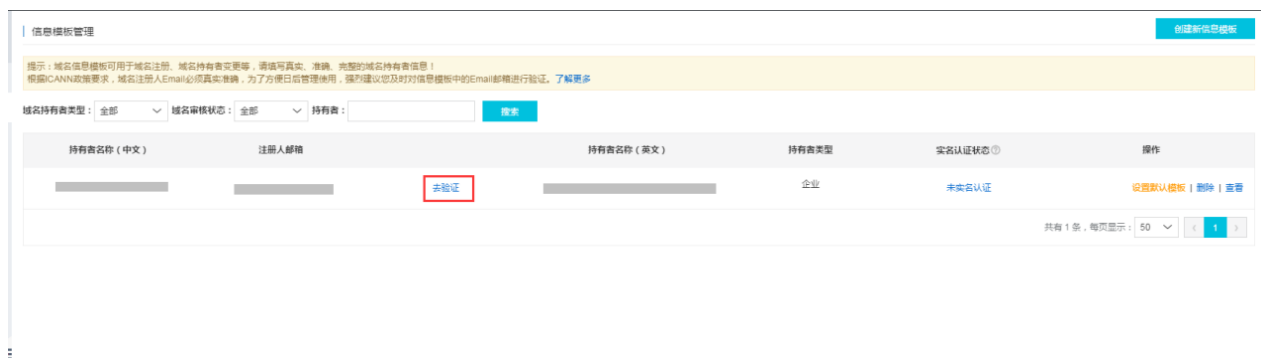 信息模板管理
创建新信息模板
提示：域名信息模板可用于域名注册、域名持有者变更等，请填写真实、准确、完整的域名持有者信息！
根据ICANN政策要求，域名注册人Email必须真实准确，为了方便日后管理使用，强烈建议您及时对信息模板中的Email邮箱进行验证。了解更多
域名持有者类型： 全部 域名审核状态： 全部 持有者： 搜索
持有者名称（中文） 注册人邮箱 持有者名称（英文） 持有者类型 实名认证状态 操作
去验证 企业 未实名认证 设置默认模板 | 删除 | 查看
共有 1 条，每页显示： 50 < 1 >